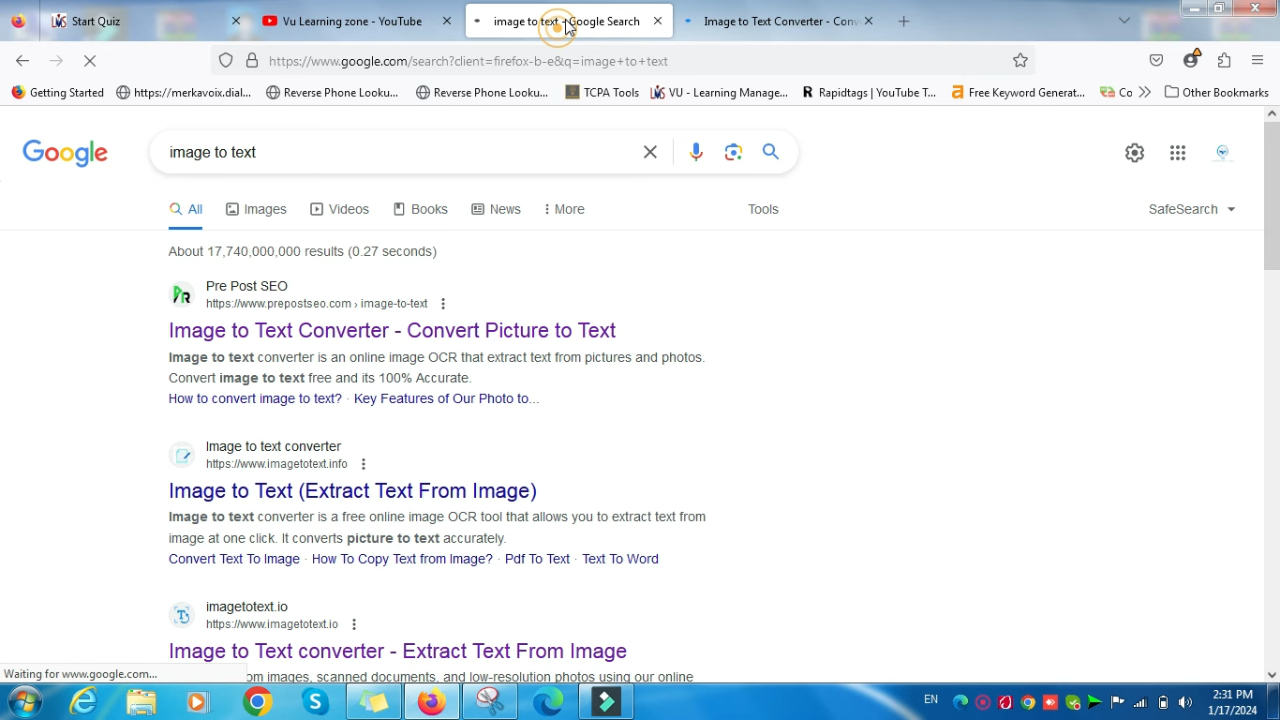 Start Quiz
Vu Learning zone - YouTube
image to text - Google Search
Image to Text Converter - Conv
https://www.google.com/search?client=firefox-b-e&q=image+to+text
Getting Started
https://merkavoix.dial...
Reverse Phone Looku...
Reverse Phone Looku...
TCPA Tools
VU - Learning Manage...
Rapidtags | YouTube T...
Free Keyword Generat...
Co
Other Bookmarks
Google
image to text
All
Images
Videos
Books
News
More
Tools
SafeSearch
About 17,740,000,000 results (0.27 seconds)
Pre Post SEO
https://www.prepostseo.com › image-to-text
Image to Text Converter - Convert Picture to Text
Image to text converter is an online image OCR that extract text from pictures and photos.
Convert image to text free and its 100% Accurate.
How to convert image to text? · Key Features of Our Photo to...
Image to text converter
https://www.imagetotext.info
Image to Text (Extract Text From Image)
Image to text converter is a free online image OCR tool that allows you to extract text from
image at one click. It converts picture to text accurately.
Convert Text To Image · How To Copy Text from Image? · Pdf To Text · Text To Word
imagetotext.io
https://www.imagetotext.io
Image to Text converter - Extract Text From Image
om images, scanned documents, and low-resolution photos using our online
Waiting for www.google.com...
EN
2:31 PM
1/17/2024